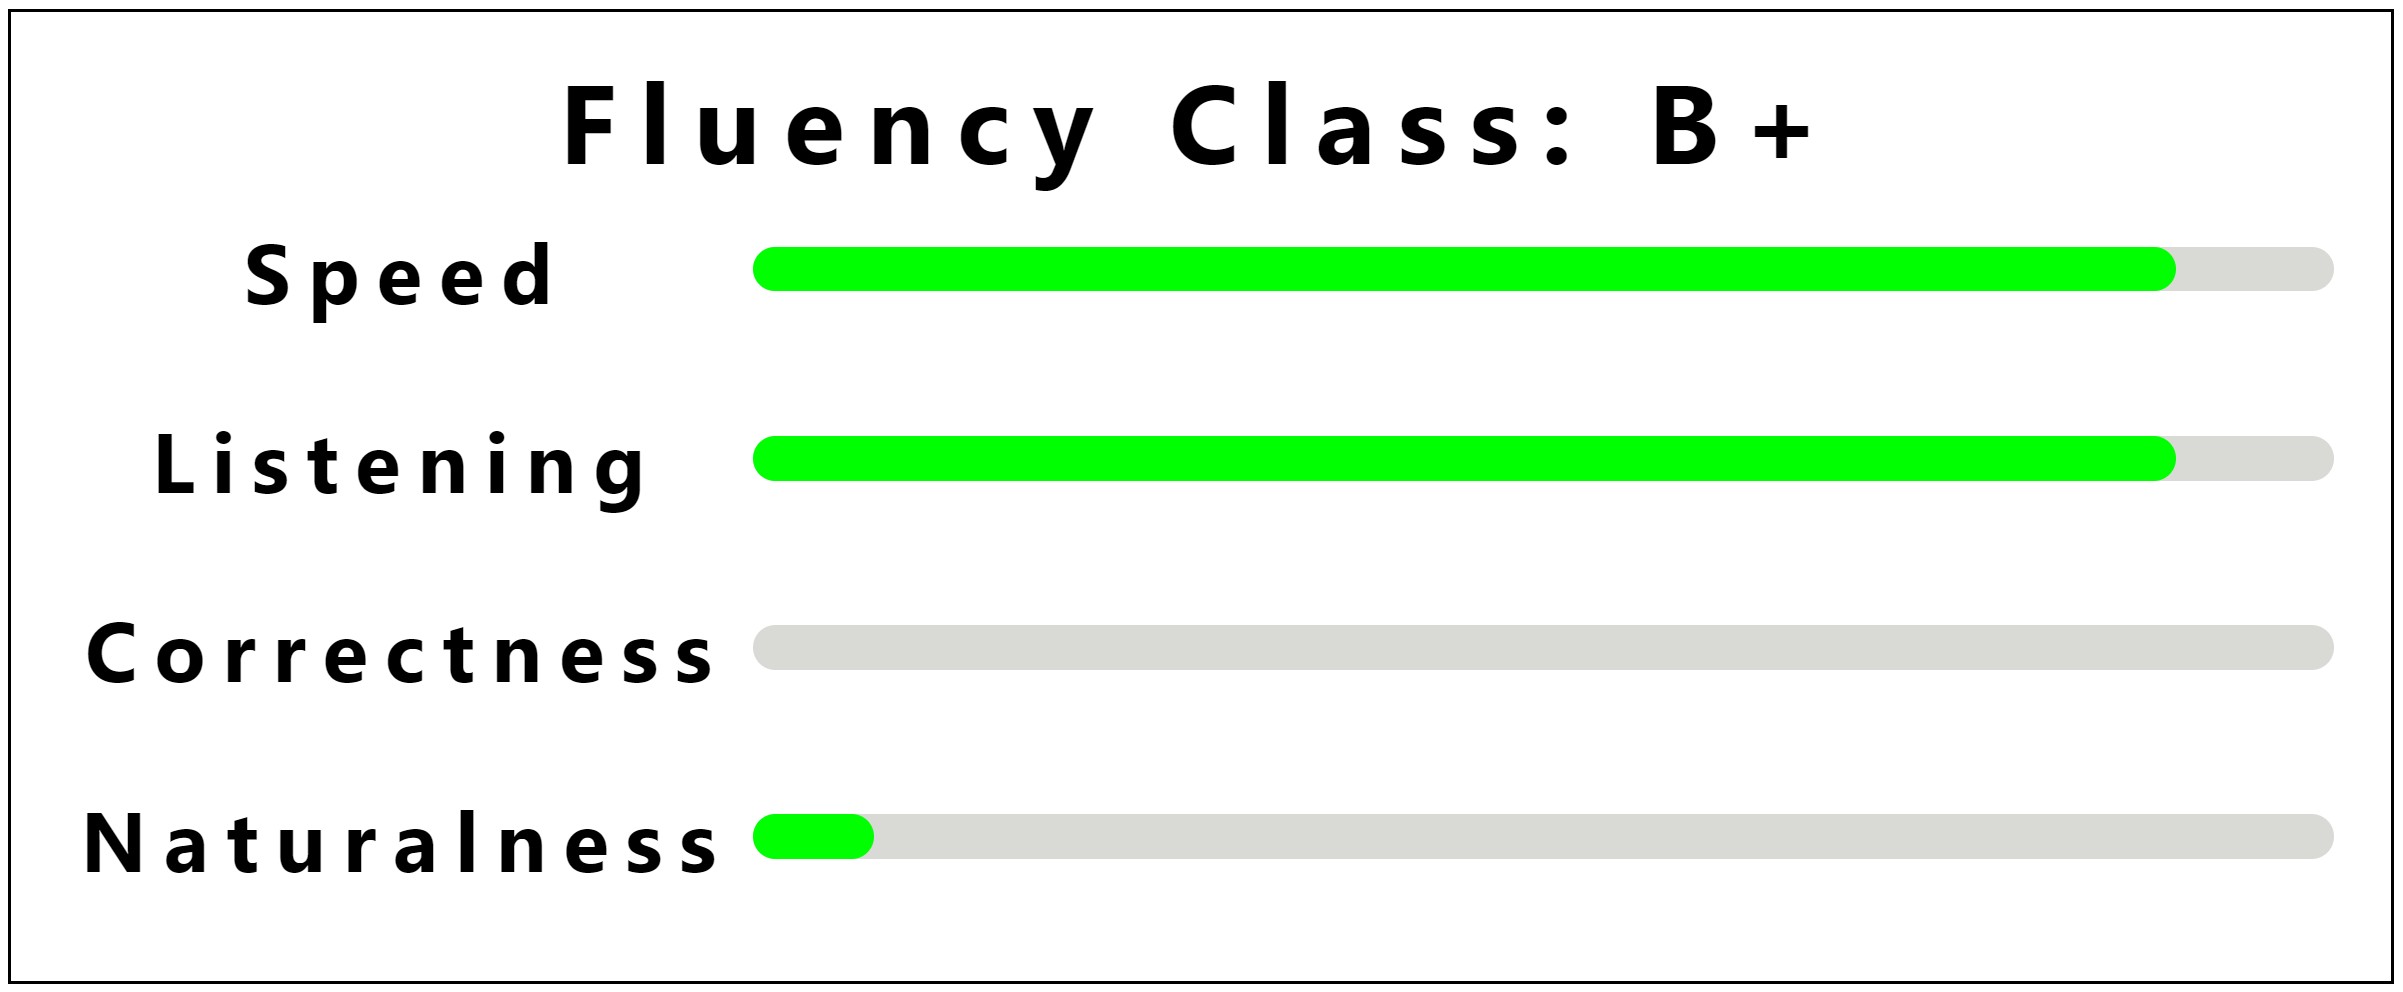 Fluency Class: B+
Speed
Listening
Correctness
Naturalness